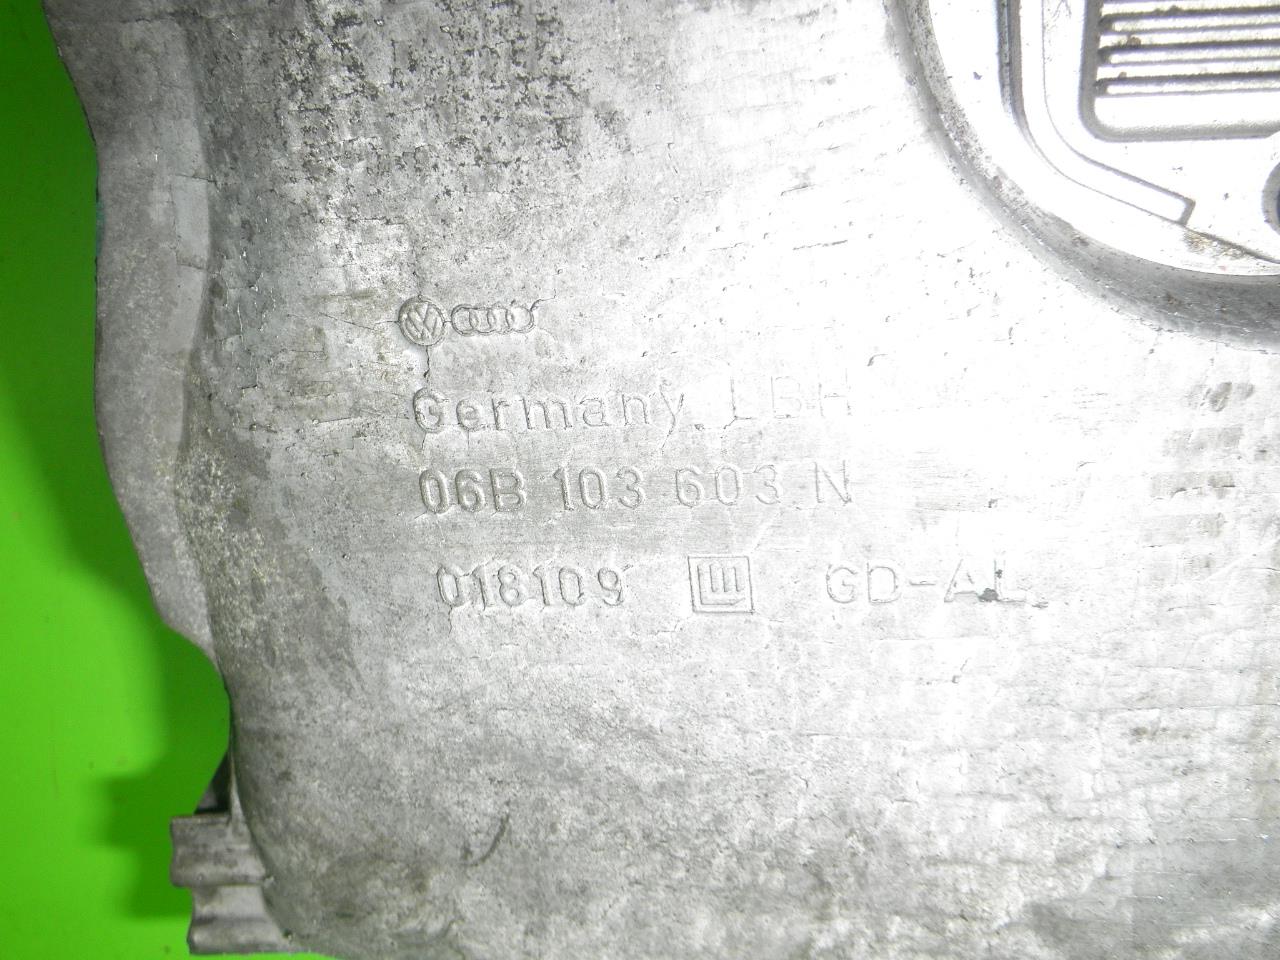 Germany LBH
06B 103 603 N
018109 GD-AL